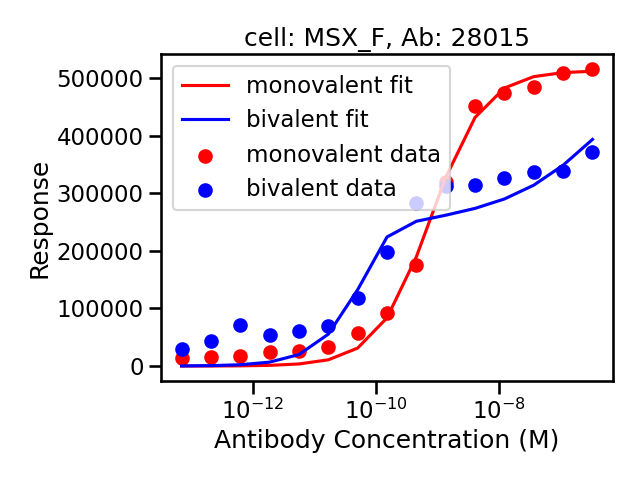 cell: MSX_F, Ab: 28015
monovalent fit
bivalent fit
monovalent data
bivalent data
Response
500000
400000
300000
200000
100000
0
10⁻¹² 10⁻¹⁰ 10⁻⁸
Antibody Concentration (M)